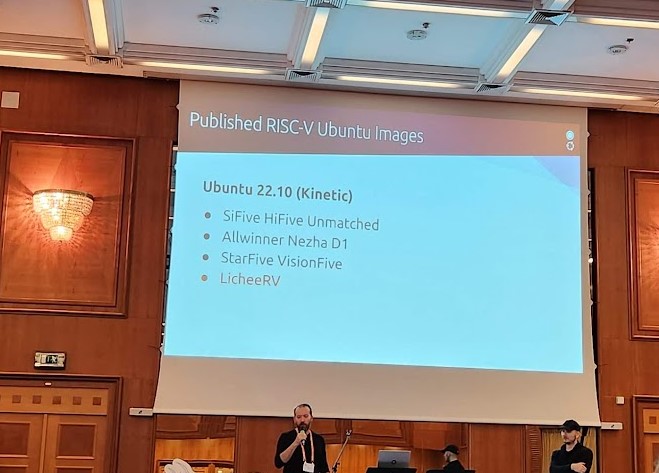 Published RISC-V Ubuntu Images
Ubuntu 22.10 (Kinetic)
• SiFive HiFive Unmatched
• Allwinner Nezha D1
• StarFive VisionFive
• LicheeRV